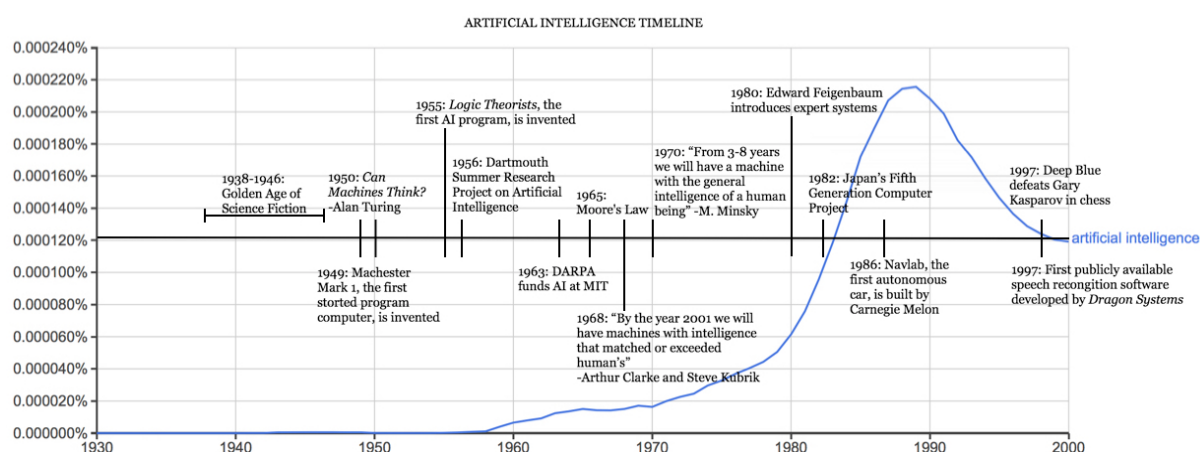 ARTIFICIAL INTELLIGENCE TIMELINE
0.000240%
0.000220%
0.000200%
0.000180%
0.000160%
0.000140%
0.000120%
0.000100%
0.000080%
0.000060%
0.000040%
0.000020%
0.000000%
1938-1946:
Golden Age of
Science Fiction
1950: Can
Machines Think?
-Alan Turing
1949: Machester
Mark 1, the first
storted program
computer, is invented
1955: Logic Theorists, the
first AI program, is invented
1956: Dartmouth
Summer Research
Project on Artificial
Intelligence
1963: DARPA
funds AI at MIT
1965:
Moore's Law
1968: “By the year 2001 we will
have machines with intelligence
that matched or exceeded
human's”
-Arthur Clarke and Steve Kubrik
1970: “From 3-8 years
we will have a machine
with the general
intelligence of a human
being” -M. Minsky
1980: Edward Feigenbaum
introduces expert systems
1982: Japan's Fifth
Generation Computer
Project
1986: Navlab, the
first autonomous
car, is built by
Carnegie Melon
1997: Deep Blue
defeats Gary
Kasparov in chess
artificial intelligence
1997: First publicly available
speech recongition software
developed by Dragon Systems
1930
1940
1950
1960
1970
1980
1990
2000